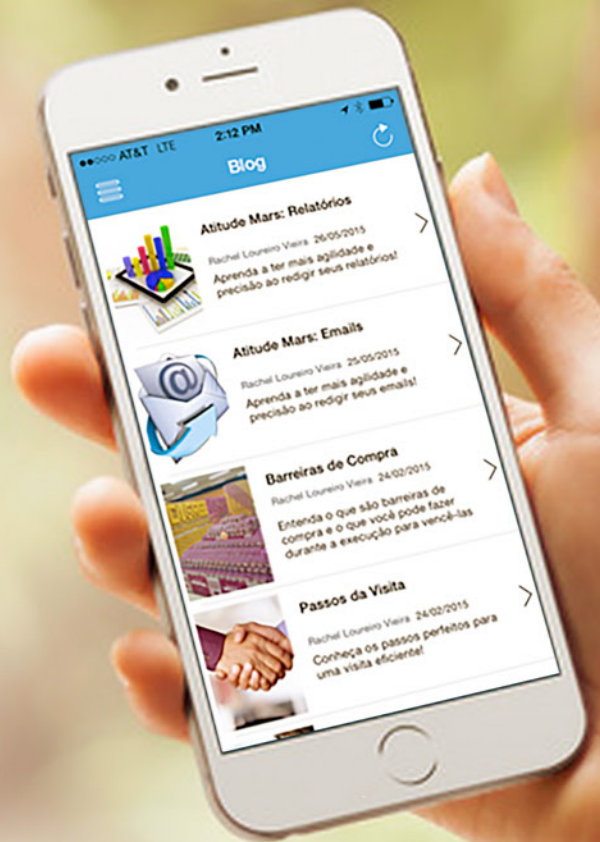 AT&T LTE 2:12 PM
Blog
Atitude Mars: Relatórios
Rachel Loureiro Vieira 26/05/2015
Aprenda a ter mais agilidade e
precisão ao redigir seus relatórios!
Atitude Mars: Emails
Rachel Loureiro Vieira 25/05/2015
Aprenda a ter mais agilidade e
precisão ao redigir seus emails!
@
Barreiras de Compra
Rachel Loureiro Vieira 24/02/2015
Entenda o que são barreiras de
compra e o que você pode fazer
durante a execução para vencê-las
Passos da Visita
Rachel Loureiro Vieira 24/02/2015
Conheça os passos perfeitos para
uma visita eficiente!